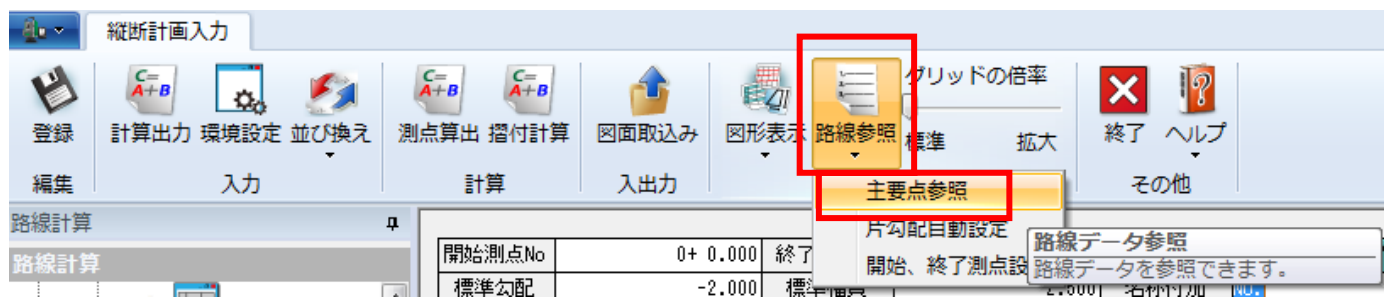 縦断計画入力
登録 計算出力 環境設定 並び換え 測点算出 摺付計算 図面取込み 図形表示 路線参照 グリッドの倍率 標準 拡大 終了 ヘルプ
編集 入力 計算 入出力 その他
主要点参照
片勾配自動設定
開始、終了測点設
路線データ参照
路線データを参照できます。
路線計算
路線計算
開始測点No 0+ 0.000 終了
標準勾配 -2.000 標準幅員 2.500 名称付加 NO.